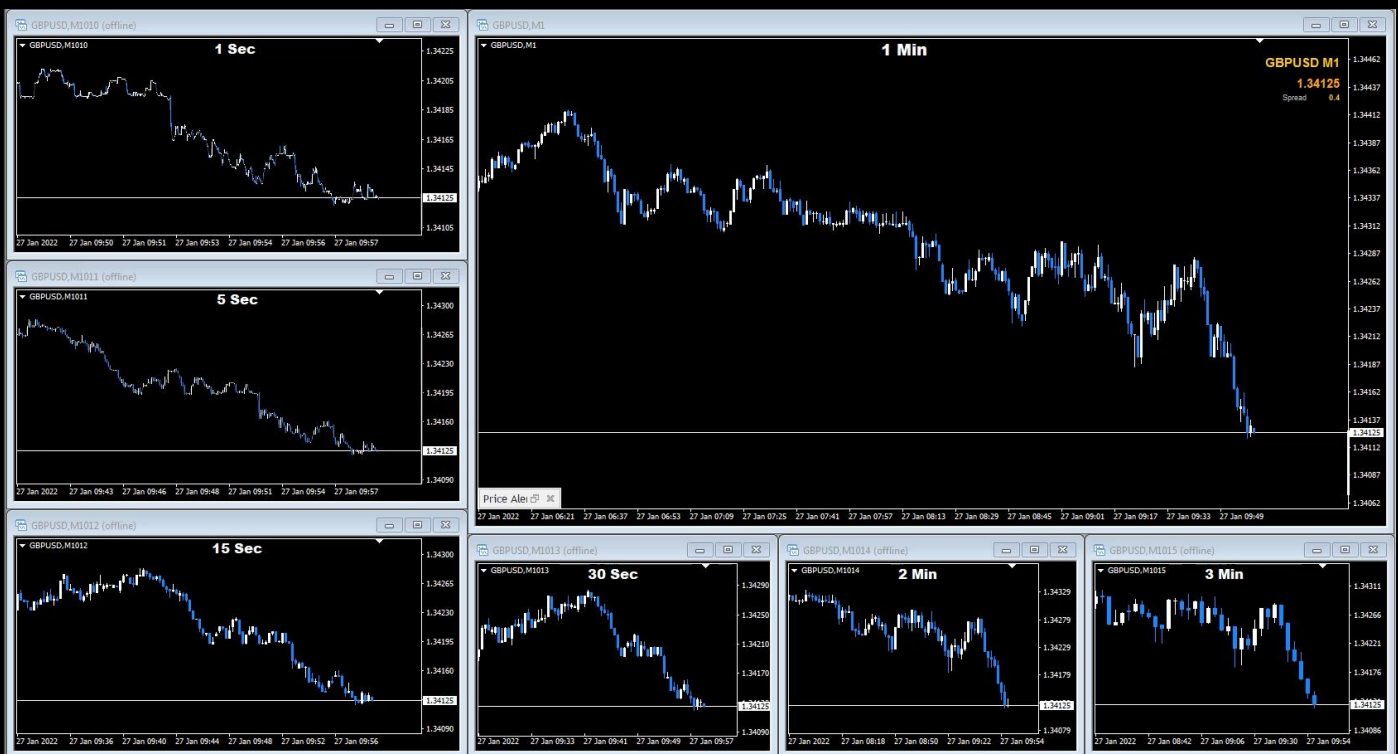 GBPUSD,M1010 (offline)
GBPUSD,M1010
1 Sec
1.34225
1.34205
1.34185
1.34165
1.34145
1.34125
1.34105
27 Jan 2022 27 Jan 09:50 27 Jan 09:51 27 Jan 09:53 27 Jan 09:54 27 Jan 09:56 27 Jan 09:57
GBPUSD,M1011 (offline)
GBPUSD,M1011
5 Sec
1.34300
1.34265
1.34230
1.34195
1.34160
1.34125
1.34090
27 Jan 2022 27 Jan 09:43 27 Jan 09:46 27 Jan 09:48 27 Jan 09:51 27 Jan 09:54 27 Jan 09:57
GBPUSD,M1012 (offline)
GBPUSD,M1012
15 Sec
1.34300
1.34265
1.34230
1.34195
1.34160
1.34125
1.34090
27 Jan 2022 27 Jan 09:36 27 Jan 09:40 27 Jan 09:44 27 Jan 09:48 27 Jan 09:52 27 Jan 09:56
GBPUSD,M1
GBPUSD,M1
1 Min
GBPUSD M1
1.34125
Spread 0.4
1.34462
1.34437
1.34412
1.34387
1.34362
1.34337
1.34312
1.34287
1.34262
1.34237
1.34212
1.34187
1.34162
1.34137
1.34125
1.34112
1.34087
1.34062
Price Aler
27 Jan 2022 27 Jan 06:21 27 Jan 06:37 27 Jan 06:53 27 Jan 07:09 27 Jan 07:25 27 Jan 07:41 27 Jan 07:57 27 Jan 08:13 27 Jan 08:29 27 Jan 08:45 27 Jan 09:01 27 Jan 09:17 27 Jan 09:33 27 Jan 09:49
GBPUSD,M1013 (offline)
GBPUSD,M1013
30 Sec
1.34290
1.34250
1.34210
1.34170
1.34125
1.34090
27 Jan 2022 27 Jan 09:33 27 Jan 09:41 27 Jan 09:49 27 Jan 09:57
GBPUSD,M1014 (offline)
GBPUSD,M1014
2 Min
1.34329
1.34279
1.34229
1.34179
1.34125
1.34079
27 Jan 2022 27 Jan 08:18 27 Jan 08:50 27 Jan 09:22 27 Jan 09:54
GBPUSD,M1015 (offline)
GBPUSD,M1015
3 Min
1.34311
1.34266
1.34221
1.34176
1.34125
1.34086
27 Jan 2022 27 Jan 08:42 27 Jan 09:06 27 Jan 09:30 27 Jan 09:54